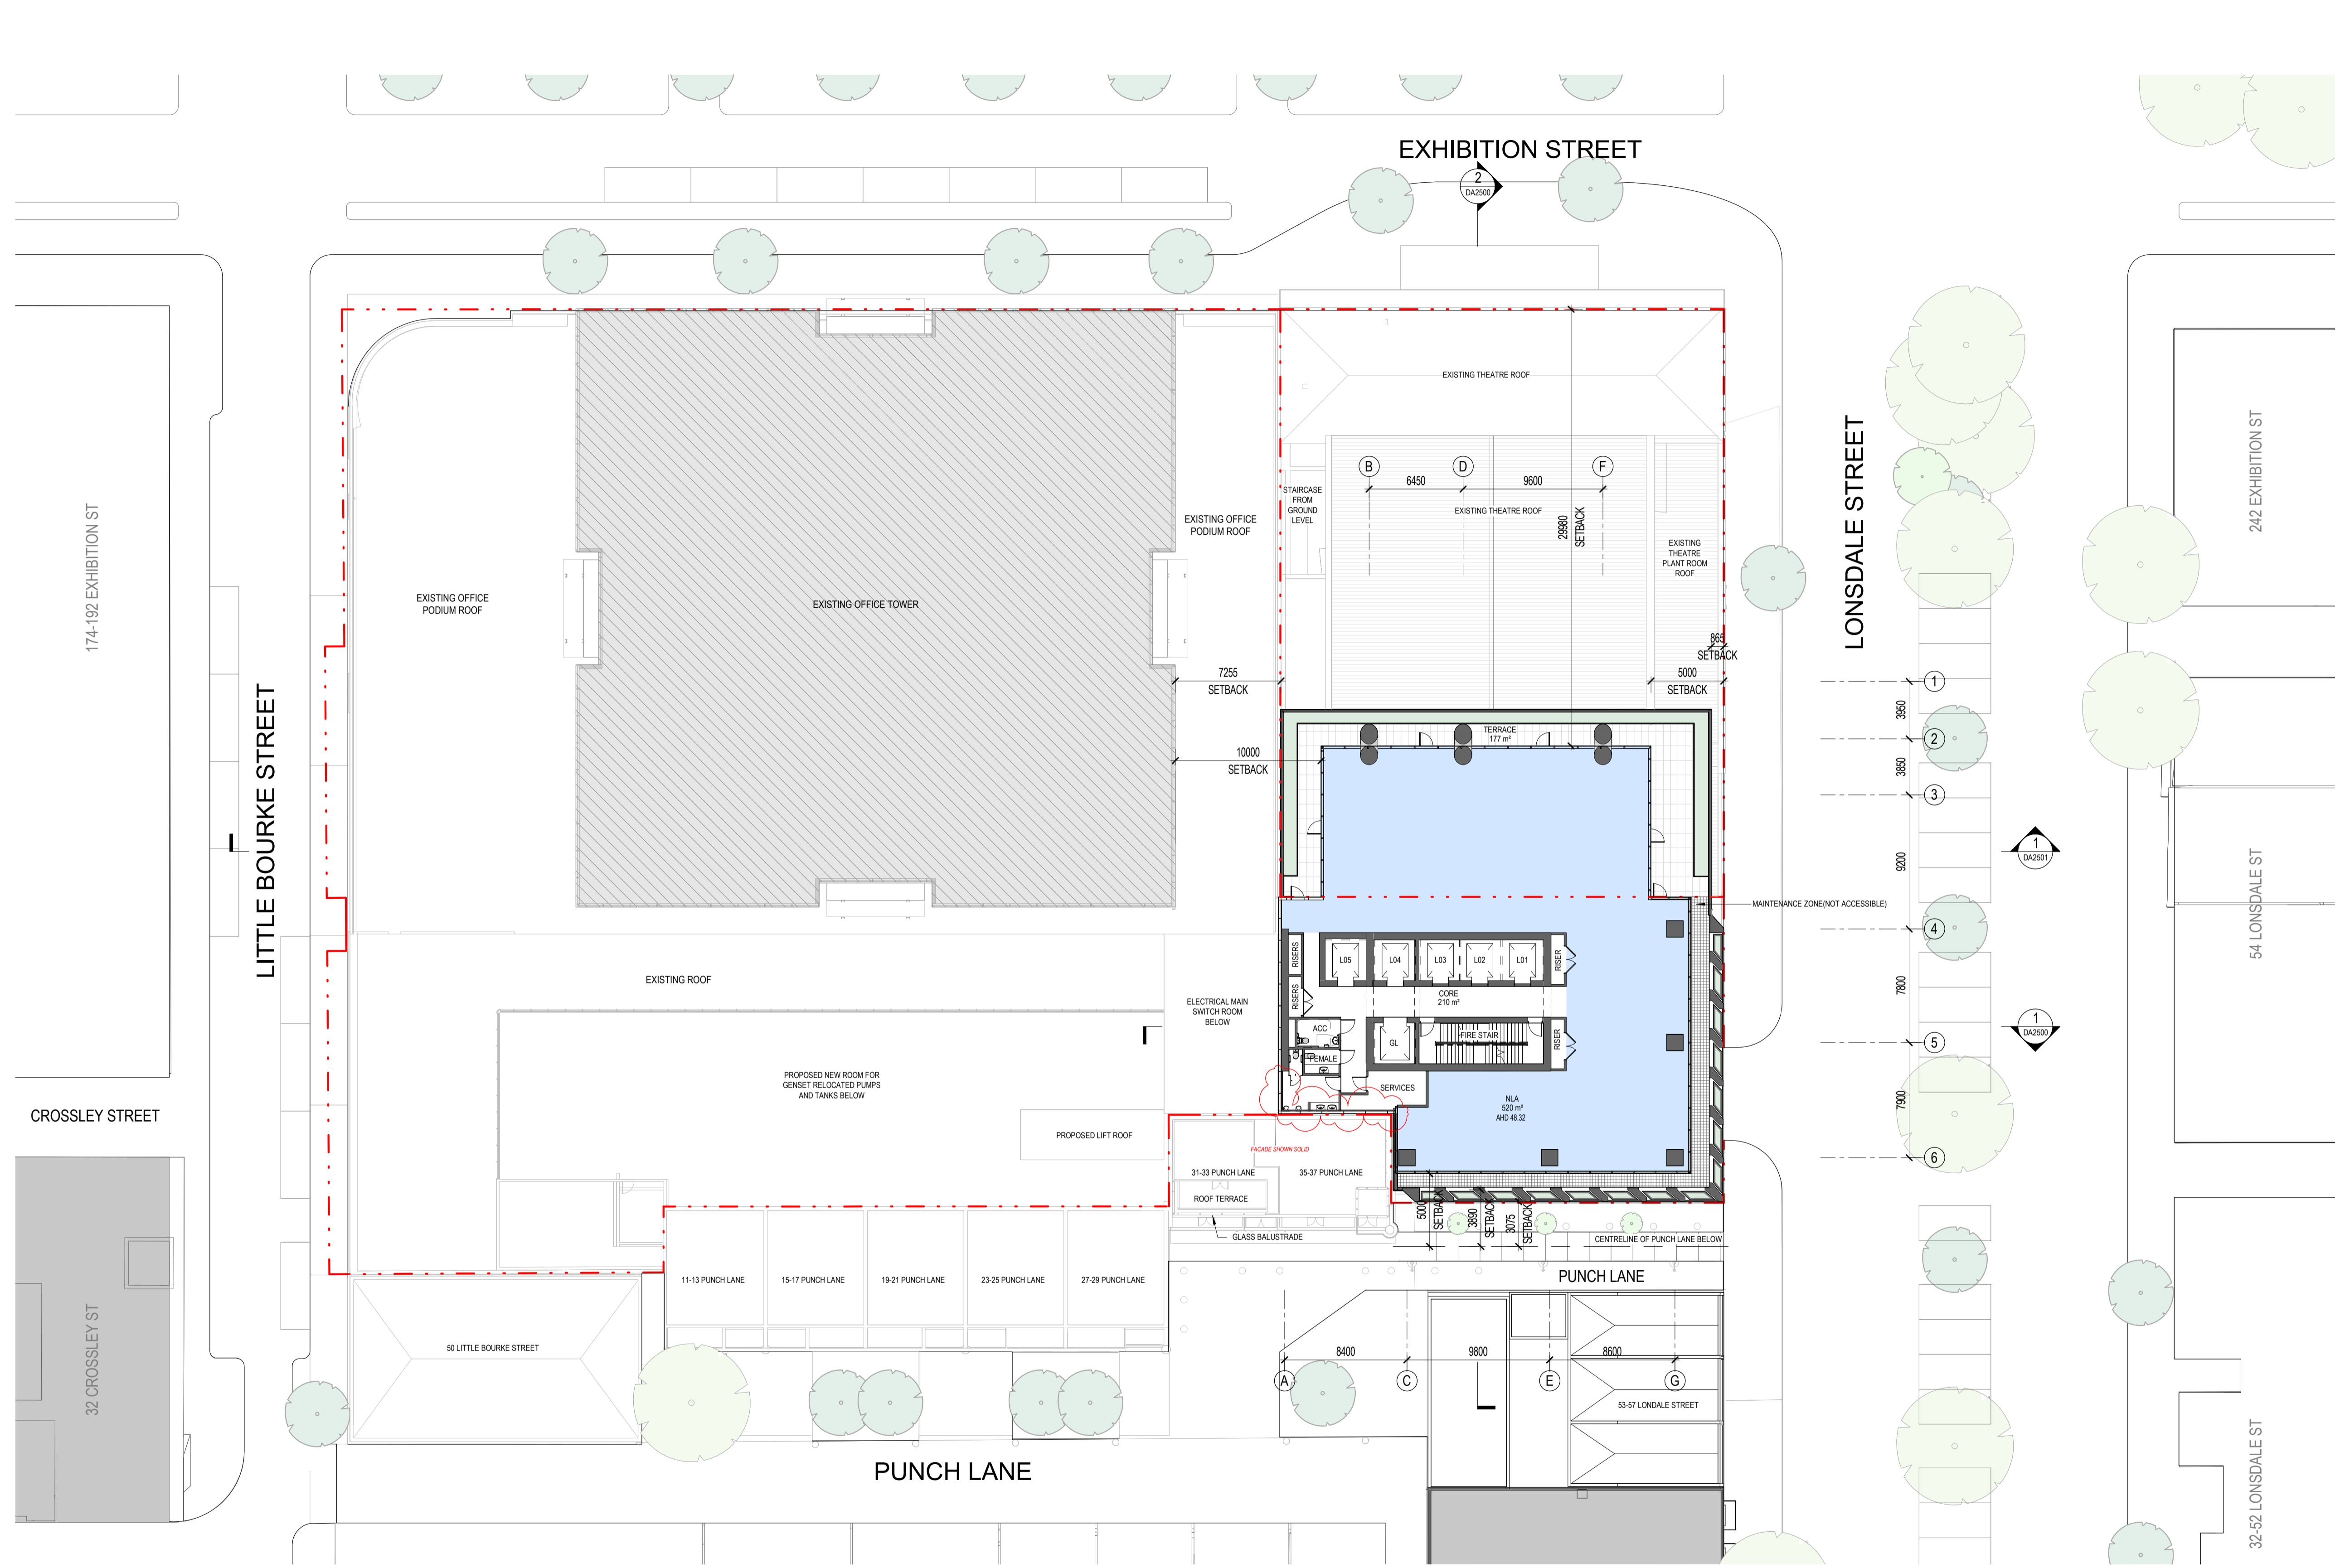 EXHIBITION STREET
2
DA2500
EXISTING THEATRE ROOF
B
D
F
6450
9600
STAIRCASE
FROM
GROUND
LEVEL
EXISTING THEATRE ROOF
29980
SETBACK
EXISTING OFFICE
PODIUM ROOF
EXISTING
THEATRE
PLANT ROOM
ROOF
LONSDALE STREET
242 EXHIBITION ST
174-192 EXHIBITION ST
EXISTING OFFICE
PODIUM ROOF
EXISTING OFFICE TOWER
865
SETBACK
7255
SETBACK
5000
SETBACK
1
3950
2
3850
3
9200
4
7800
5
7900
6
LITTLE BOURKE STREET
TERRACE
177 m²
10000
SETBACK
1
DA2501
MAINTENANCE ZONE(NOT ACCESSIBLE)
54 LONSDALE ST
RISERS
L05
L04
L03
L02
L01
RISER
EXISTING ROOF
CORE
210 m²
RISERS
ELECTRICAL MAIN
SWITCH ROOM
BELOW
ACC
GL
FIRE STAIR
RISER
FEMALE
1
DA2500
PROPOSED NEW ROOM FOR
GENSET RELOCATED PUMPS
AND TANKS BELOW
SERVICES
NLA
520 m²
AHD 48.32
CROSSLEY STREET
PROPOSED LIFT ROOF
FACADE SHOWN SOLID
31-33 PUNCH LANE
35-37 PUNCH LANE
ROOF TERRACE
GLASS BALUSTRADE
5000
SETBACK
3890
SETBACK
3075
SETBACK
CENTRELINE OF PUNCH LANE BELOW
11-13 PUNCH LANE
15-17 PUNCH LANE
19-21 PUNCH LANE
23-25 PUNCH LANE
27-29 PUNCH LANE
PUNCH LANE
32 CROSSLEY ST
50 LITTLE BOURKE STREET
8400
9800
8600
A
C
E
G
53-57 LONDALE STREET
PUNCH LANE
32-52 LONSDALE ST